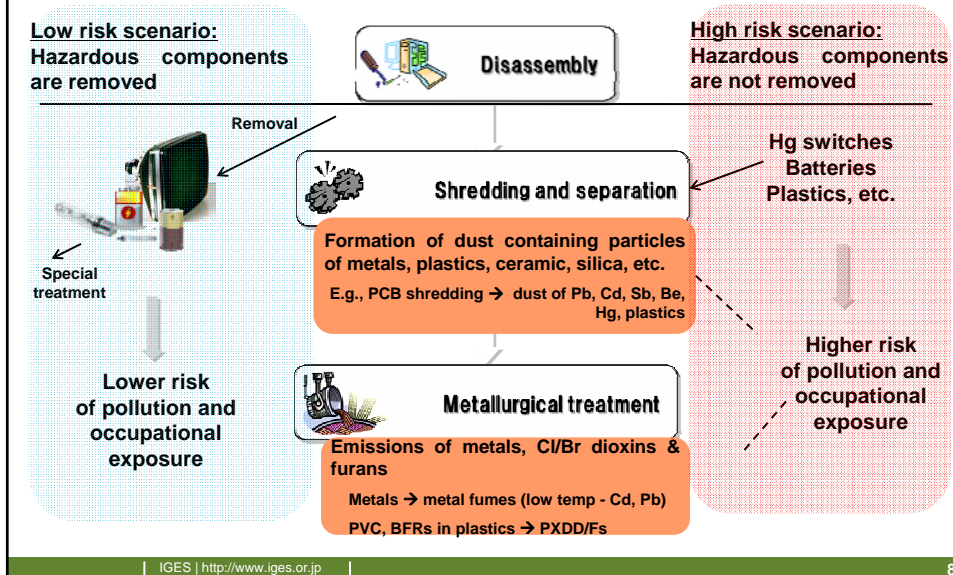 Low risk scenario:
Hazardous components
are removed
Disassembly
High risk scenario:
Hazardous components
are not removed
Removal
Special
treatment
Lower risk
of pollution and
occupational
exposure
Shredding and separation
Formation of dust containing particles
of metals, plastics, ceramic, silica, etc.
E.g., PCB shredding → dust of Pb, Cd, Sb, Be,
Hg, plastics
Metallurgical treatment
Emissions of metals, Cl/Br dioxins &
furans
Metals → metal fumes (low temp - Cd, Pb)
PVC, BFRs in plastics → PXDD/Fs
Hg switches
Batteries
Plastics, etc.
Higher risk
of pollution and
occupational
exposure
| IGES | http://www.iges.or.jp |
8